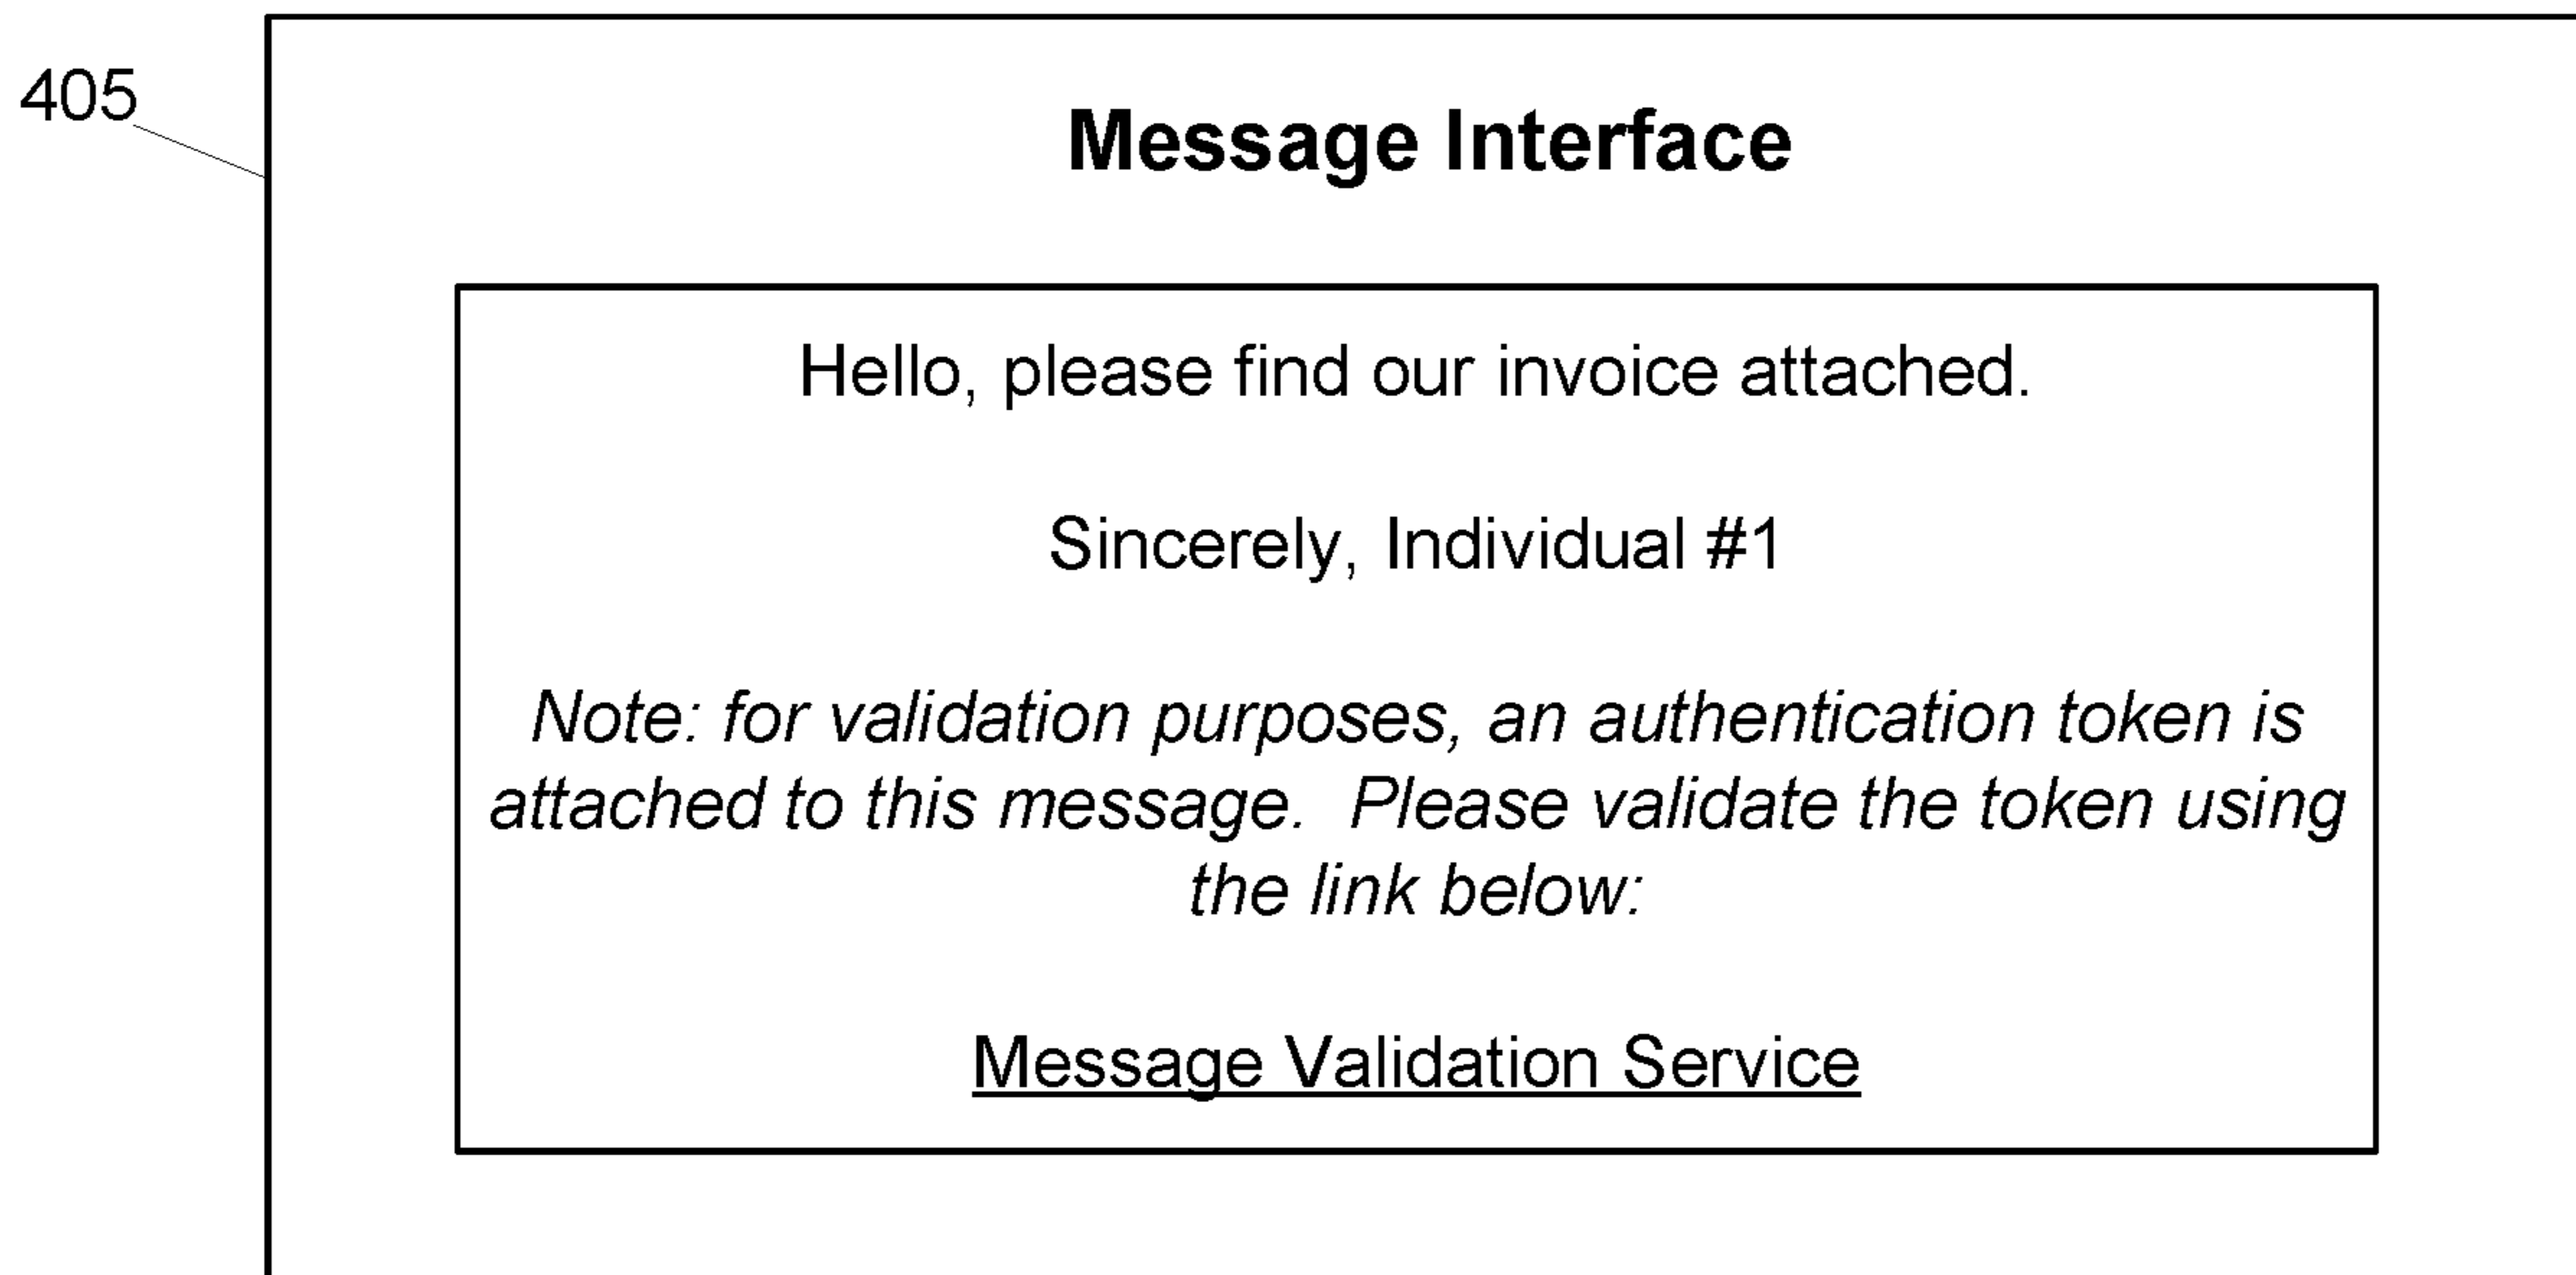 405
Message Interface
Hello, please find our invoice attached.
Sincerely, Individual #1
Note: for validation purposes, an authentication token is
attached to this message.  Please validate the token using
the link below:
Message Validation Service